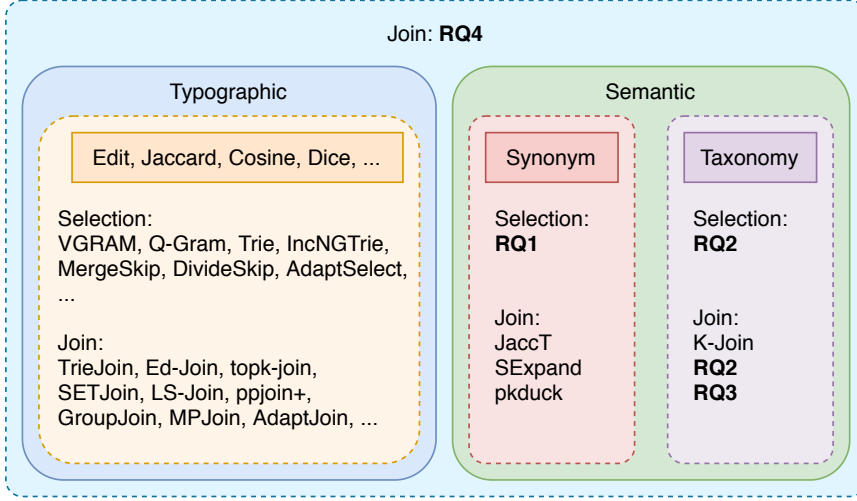 Join: RQ4
Typographic
Edit, Jaccard, Cosine, Dice, ...
Selection:
VGRAM, Q-Gram, Trie, IncNGTrie,
MergeSkip, DivideSkip, AdaptSelect,
...
Join:
TrieJoin, Ed-Join, topk-join,
SETJoin, LS-Join, ppjoin+,
GroupJoin, MPJoin, AdaptJoin, ...
Semantic
Synonym
Selection:
RQ1
Join:
JaccT
SExpand
pkduck
Taxonomy
Selection:
RQ2
Join:
K-Join
RQ2
RQ3